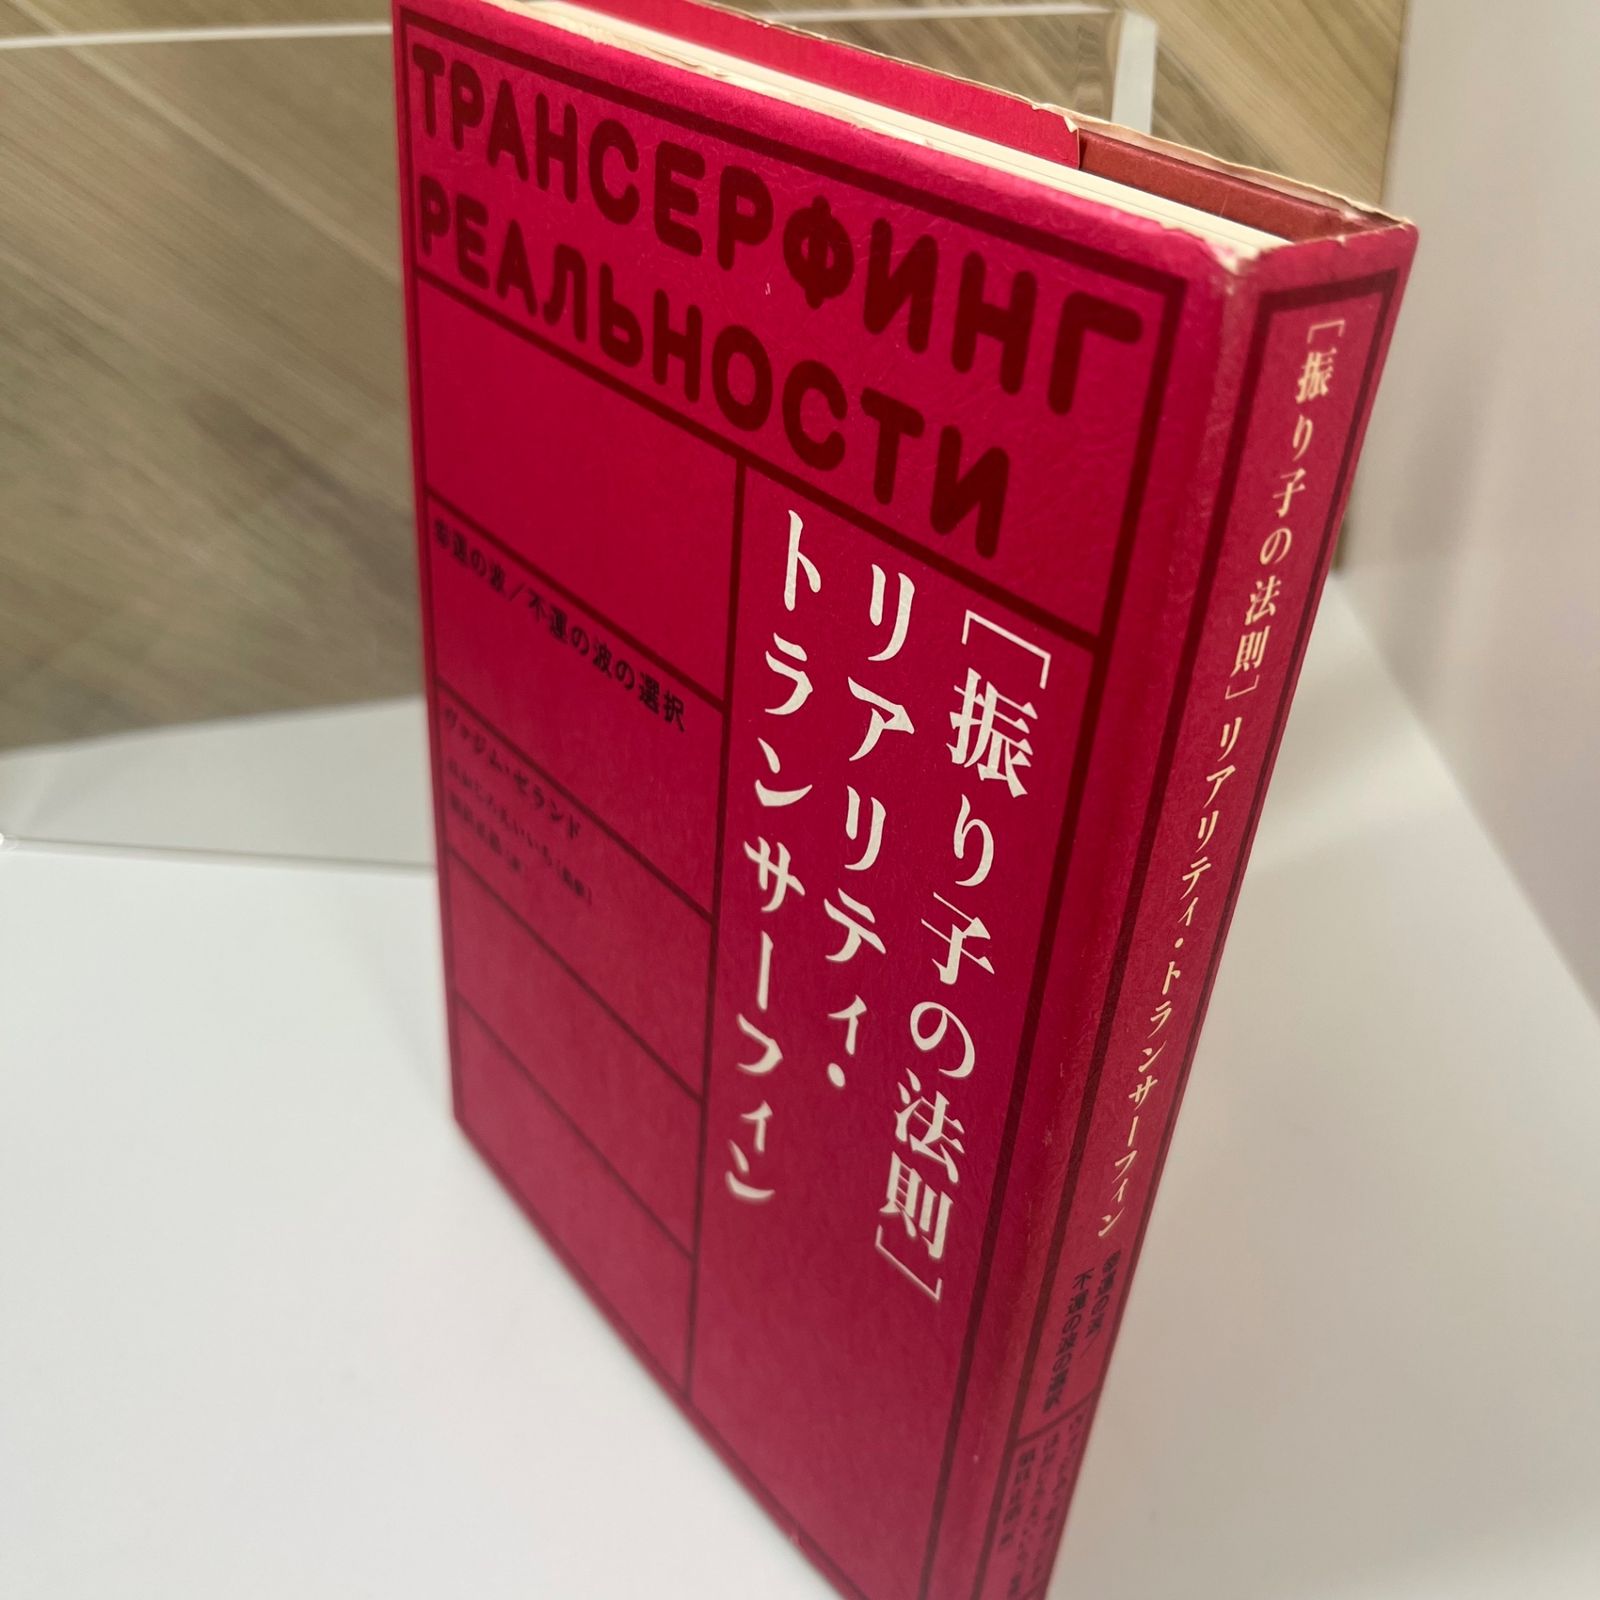 ТРАНСЕРФИНГ
РЕАЛЬНОСТИ
［振り子の法則］
リアリティ・
トランサーフィン
幸運の波／不運の波の選択
ヴァジム・ゼランド
［振り子の法則］リアリティ・トランサーフィン
幸運の波／
不運の波の選択